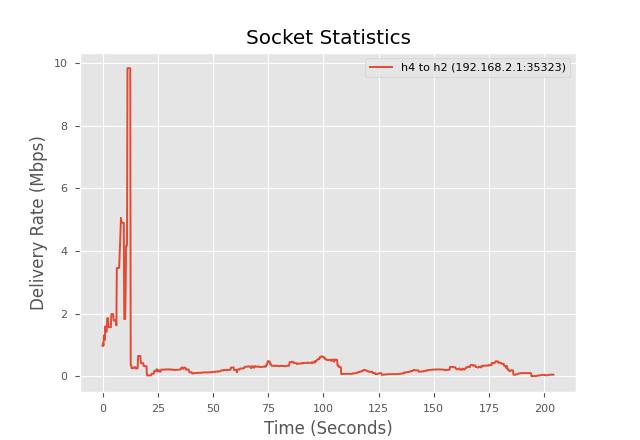 Socket Statistics
h4 to h2 (192.168.2.1:35323)
Delivery Rate (Mbps)
10
8
6
4
2
0
0 25 50 75 100 125 150 175 200
Time (Seconds)